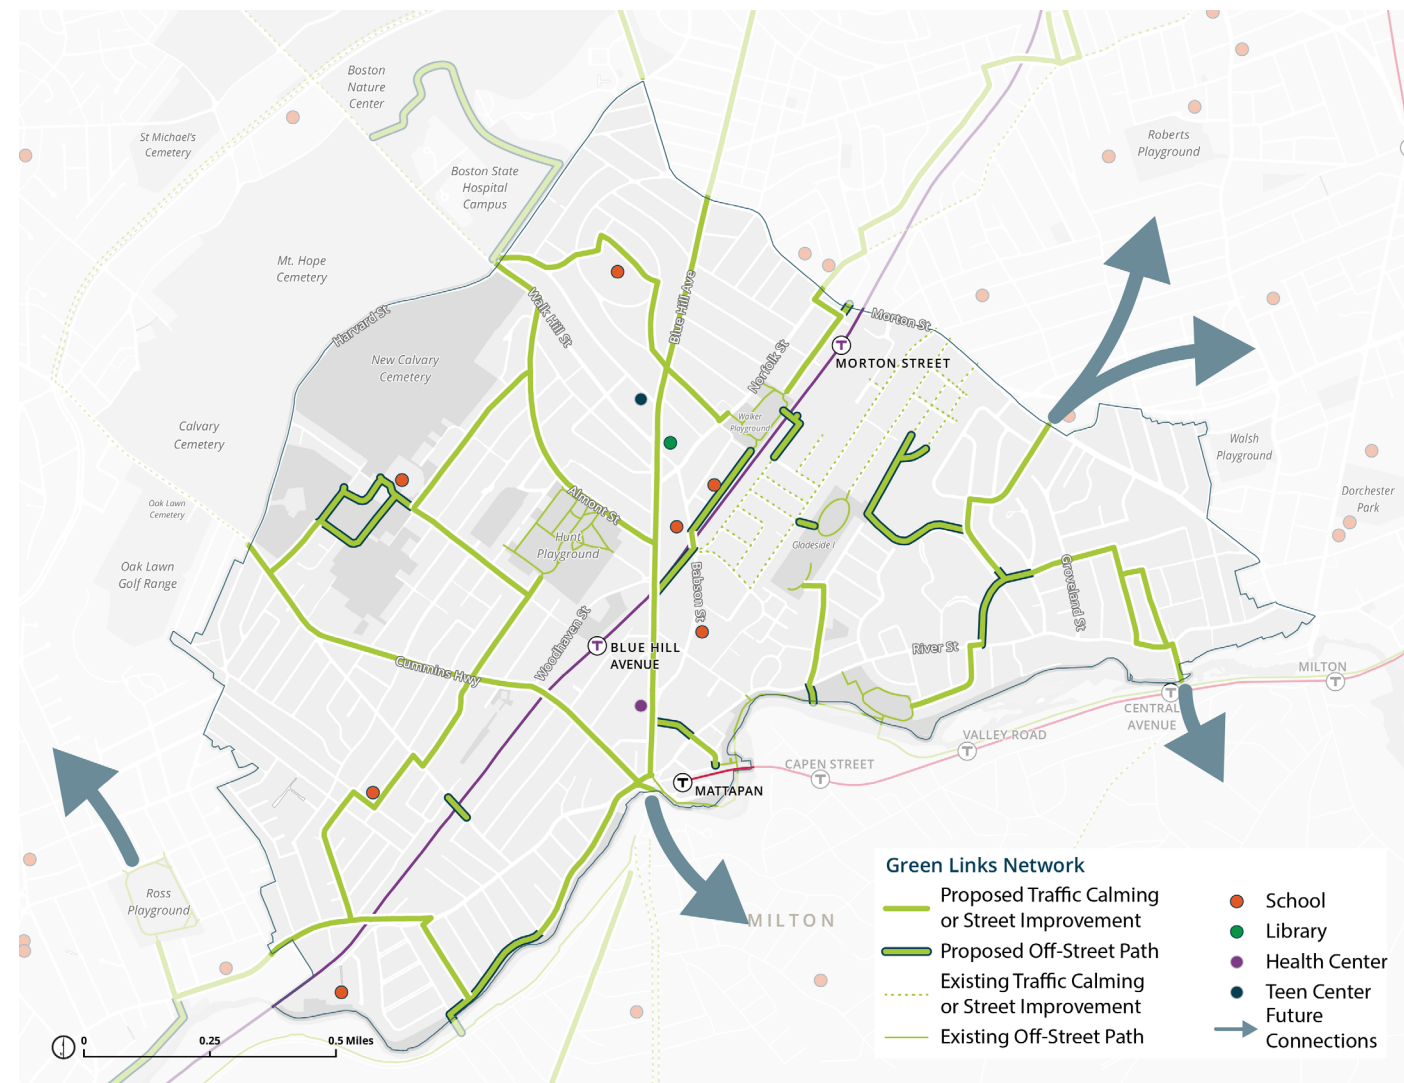 Boston
Nature
Center
St Michael's
Cemetery
Boston State
Hospital
Campus
Roberts
Playground
Mt. Hope
Cemetery
Harvard St
Walk Hill St
Blue Hill Ave
Morton St
Norfolk St
MORTON STREET
New Calvary
Cemetery
Walker
Playground
Calvary
Cemetery
Walsh
Playground
Oak Lawn
Cemetery
Almont St
Dorchester
Park
Hunt
Playground
Gladeside I
Oak Lawn
Golf Range
Babson St
Groveland St
Woodhaven St
BLUE HILL
AVENUE
River St
Cummins Hwy
MILTON
CENTRAL
AVENUE
VALLEY ROAD
CAPEN STREET
MATTAPAN
Ross
Playground
MILTON
Green Links Network
Proposed Traffic Calming
or Street Improvement
Proposed Off-Street Path
Existing Traffic Calming
or Street Improvement
Existing Off-Street Path
School
Library
Health Center
Teen Center
Future
Connections
0 0.25 0.5 Miles
T
T
T
T
T
T
T